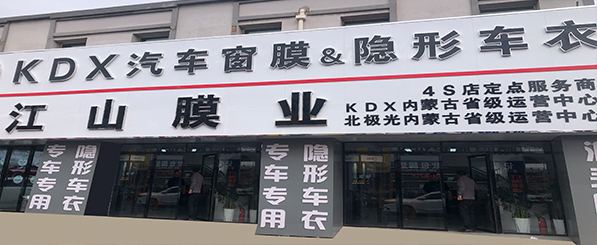 KDX汽车窗膜&隐形车衣
江山膜业
4S店定点服务商
KDX内蒙古省级运营中心
北极光内蒙古省级运营中心
隐形车衣
专车专用
隐形车衣
专车专用